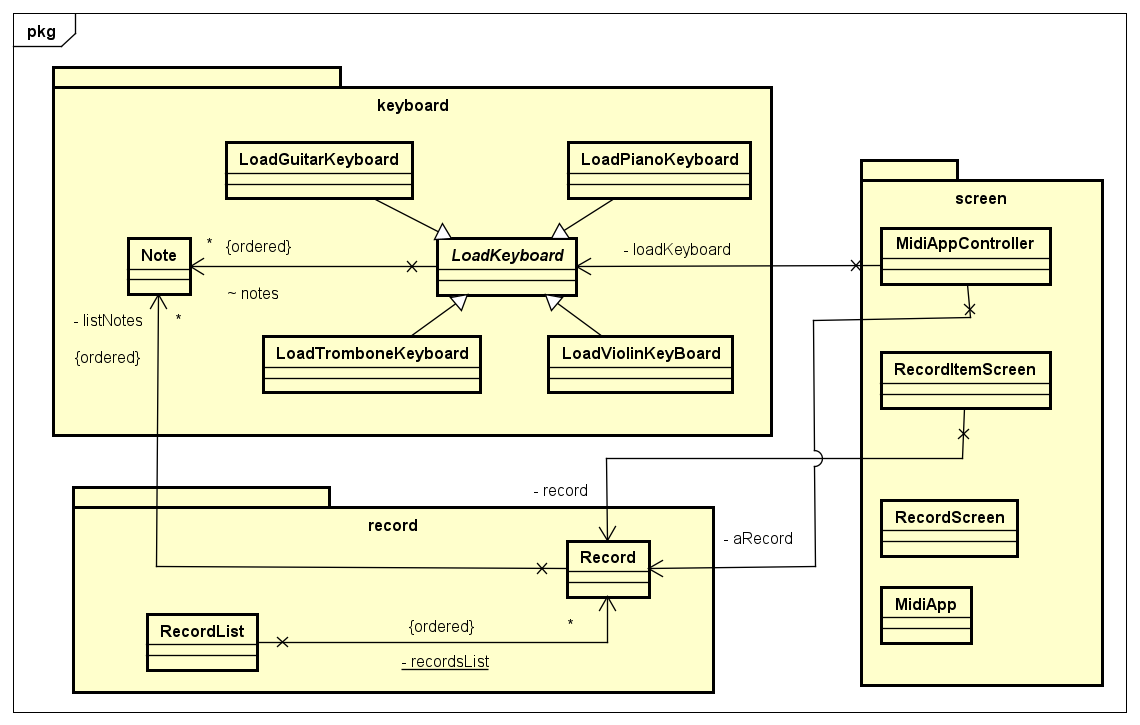 pkg
keyboard
LoadGuitarKeyboard
LoadPianoKeyboard
screen
Note
* {ordered}
LoadKeyboard
- loadKeyboard
MidiAppController
~ notes
- listNotes *
{ordered}
LoadTromboneKeyboard
LoadViolinKeyBoard
RecordItemScreen
- record
record
RecordScreen
- aRecord
Record
MidiApp
RecordList
{ordered} *
- recordsList